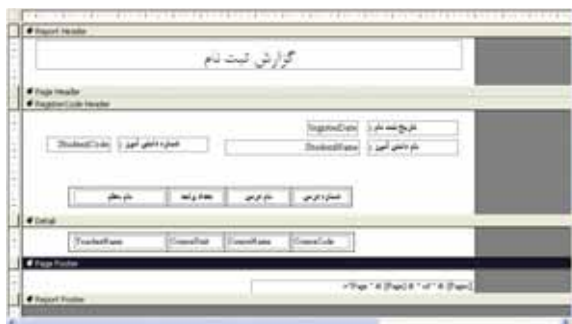 Report Header
گزارش ثبت نام
Page Header
RegisterCode Header
تاریخ ثبت نام : RegisterDate
شماره دانش آموز : StudentCode
نام دانش آموز : StudentName
شماره درس نام درس تعداد واحد نام معلم
Detail
TeacherName CourseUnit CourseName CourseCode
Page Footer
="Page " & [Page] & " of " & [Pages]
Report Footer